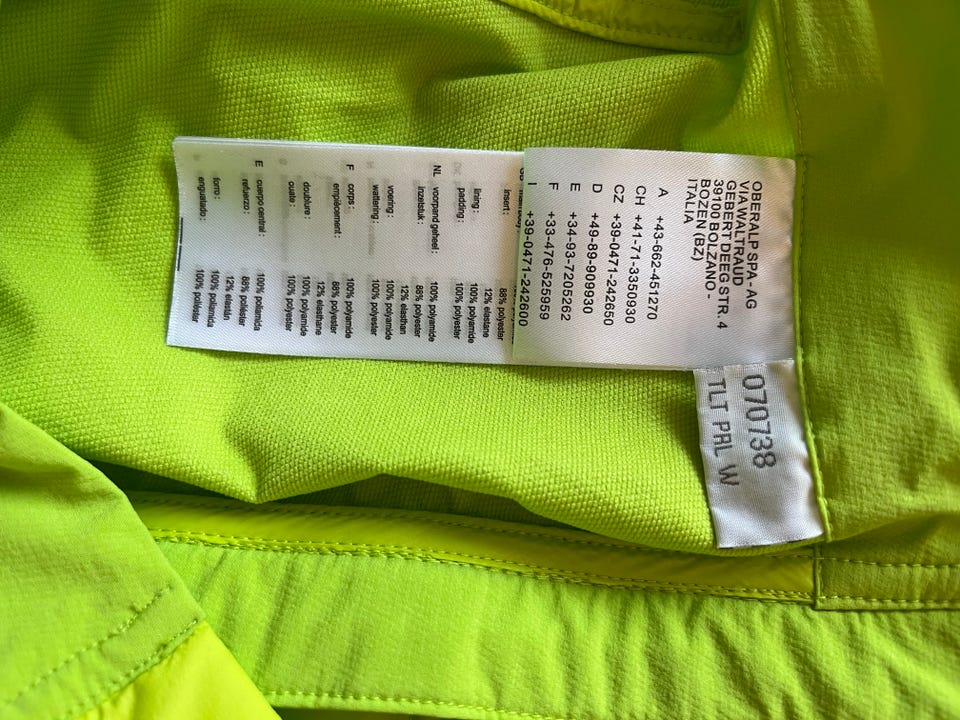 OBERALP SPA - AG
VIA WALTRAUD
GEBERT DEEG STR. 4
39100 BOLZANO -
BOZEN (BZ)
ITALIA
A +43-662-451270
CH +41-71-3350930
CZ +39-0471-242650
D +49-89-909930
E +34-93-7205262
F +33-476-525959
I +39-0471-242600
insert : 88% polyester
12% elastane
lining : 100% polyamide
padding : 100% polyester
NL voorpand geheel : 100% polyamide
inzetstuk : 88% polyester
12% elasthan
voering : 100% polyamide
wattering : 100% polyester
F corps : 100% polyamide
empiècement : 88% polyester
12% elasthane
doublure : 100% polyamide
ouate : 100% polyester
E cuerpo central : 100% poliamida
refuerzo : 88% poliéster
12% elastán
forro : 100% poliamida
enguatado : 100% poliéster
070738
TLT PRL W